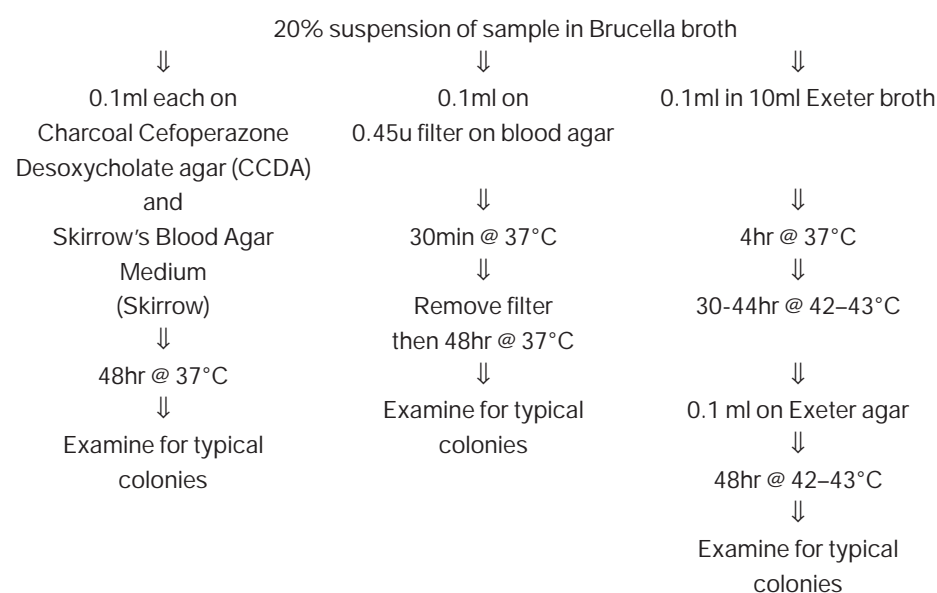 20% suspension of sample in Brucella broth
⇓ ⇓ ⇓
0.1ml each on
Charcoal Cefoperazone
Desoxycholate agar (CCDA)
and
Skirrow's Blood Agar
Medium
(Skirrow)
⇓
48hr @ 37°C
⇓
Examine for typical
colonies
0.1ml on
0.45u filter on blood agar
⇓
30min @ 37°C
⇓
Remove filter
then 48hr @ 37°C
⇓
Examine for typical
colonies
0.1ml in 10ml Exeter broth
⇓
4hr @ 37°C
⇓
30-44hr @ 42–43°C
⇓
0.1 ml on Exeter agar
⇓
48hr @ 42–43°C
⇓
Examine for typical
colonies